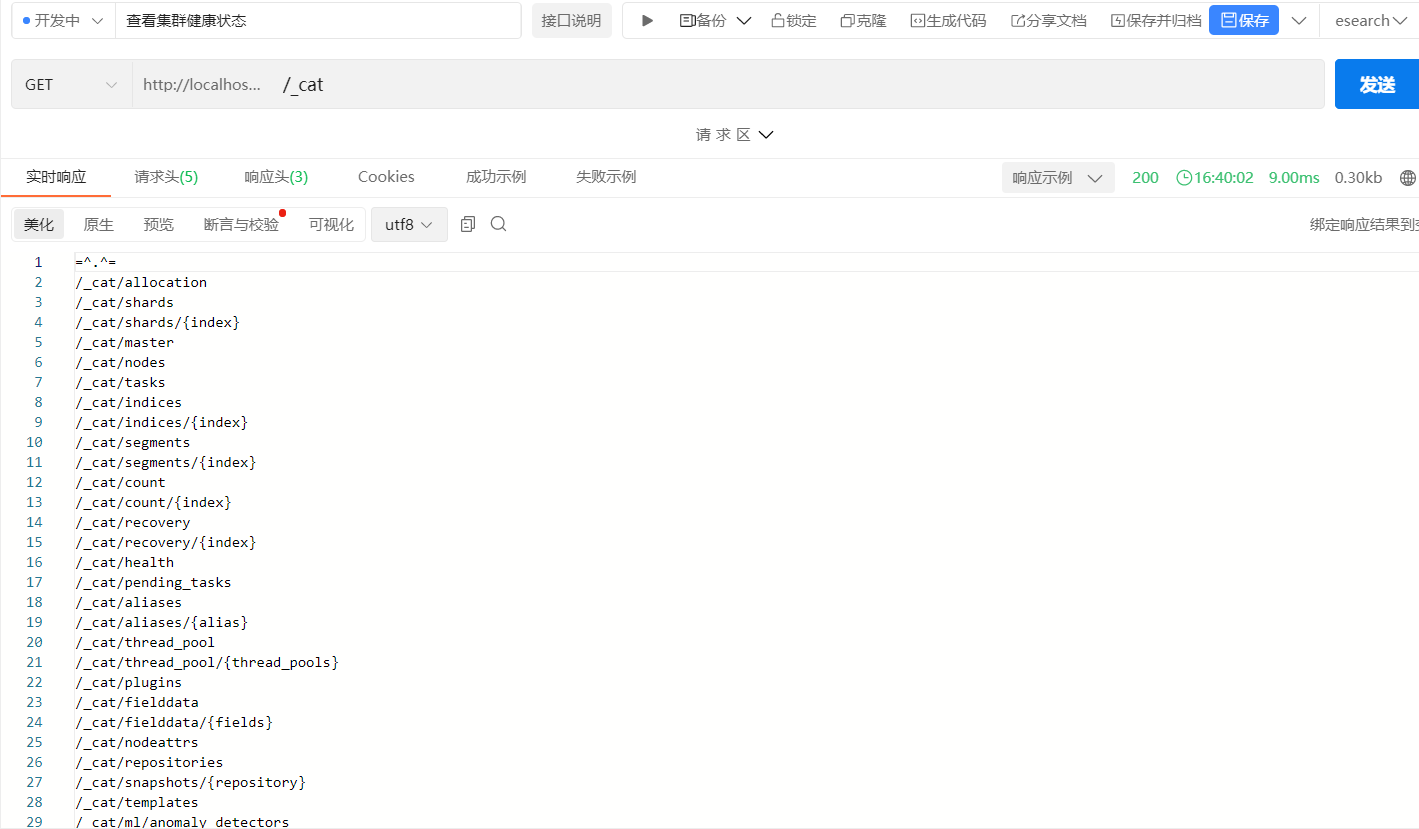 开发中 查看集群健康状态 接口说明 备份 锁定 克隆 生成代码 分享文档 保存并归档 保存 esearch
GET http://localhos... /_cat 发送
请 求 区
实时响应 请求头(5) 响应头(3) Cookies 成功示例 失败示例 响应示例 200 16:40:02 9.00ms 0.30kb
美化 原生 预览 断言与校验 可视化 utf8 绑定响应结果到
1 =^.^=
2 /_cat/allocation
3 /_cat/shards
4 /_cat/shards/{index}
5 /_cat/master
6 /_cat/nodes
7 /_cat/tasks
8 /_cat/indices
9 /_cat/indices/{index}
10 /_cat/segments
11 /_cat/segments/{index}
12 /_cat/count
13 /_cat/count/{index}
14 /_cat/recovery
15 /_cat/recovery/{index}
16 /_cat/health
17 /_cat/pending_tasks
18 /_cat/aliases
19 /_cat/aliases/{alias}
20 /_cat/thread_pool
21 /_cat/thread_pool/{thread_pools}
22 /_cat/plugins
23 /_cat/fielddata
24 /_cat/fielddata/{fields}
25 /_cat/nodeattrs
26 /_cat/repositories
27 /_cat/snapshots/{repository}
28 /_cat/templates
29 /_cat/ml/anomaly_detectors